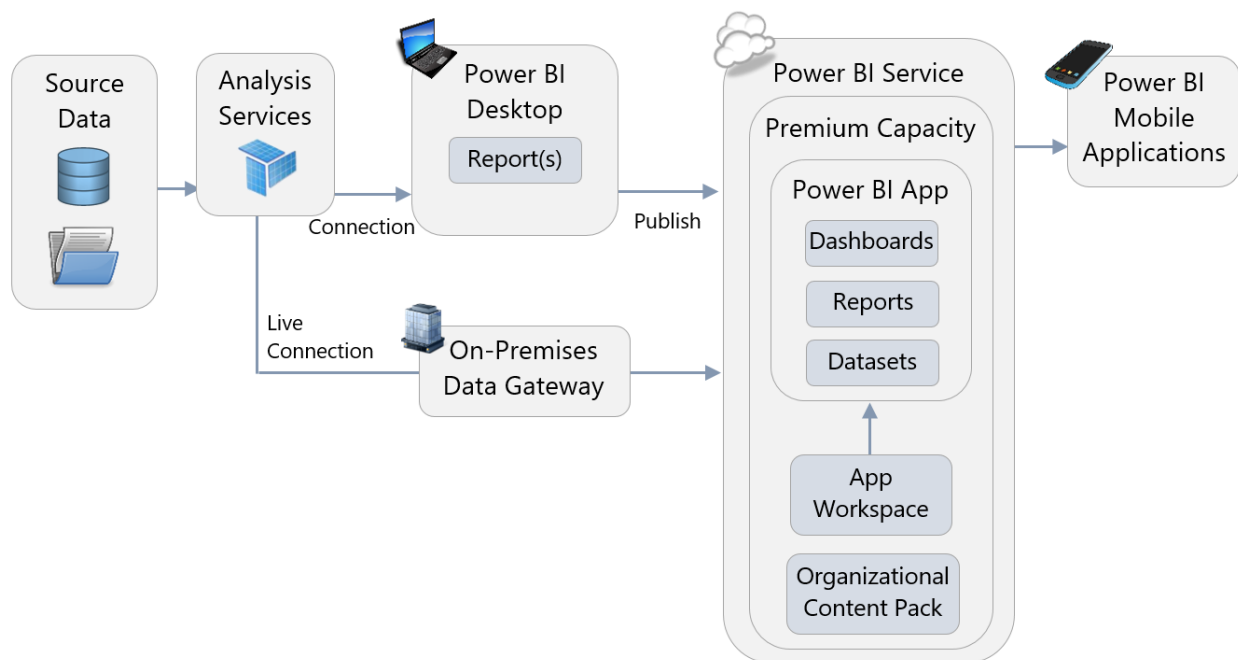 Source
Data
Analysis
Services
Power BI
Desktop
Report(s)
Connection
Publish
Live
Connection
On-Premises
Data Gateway
Power BI Service
Premium Capacity
Power BI App
Dashboards
Reports
Datasets
App
Workspace
Organizational
Content Pack
Power BI
Mobile
Applications